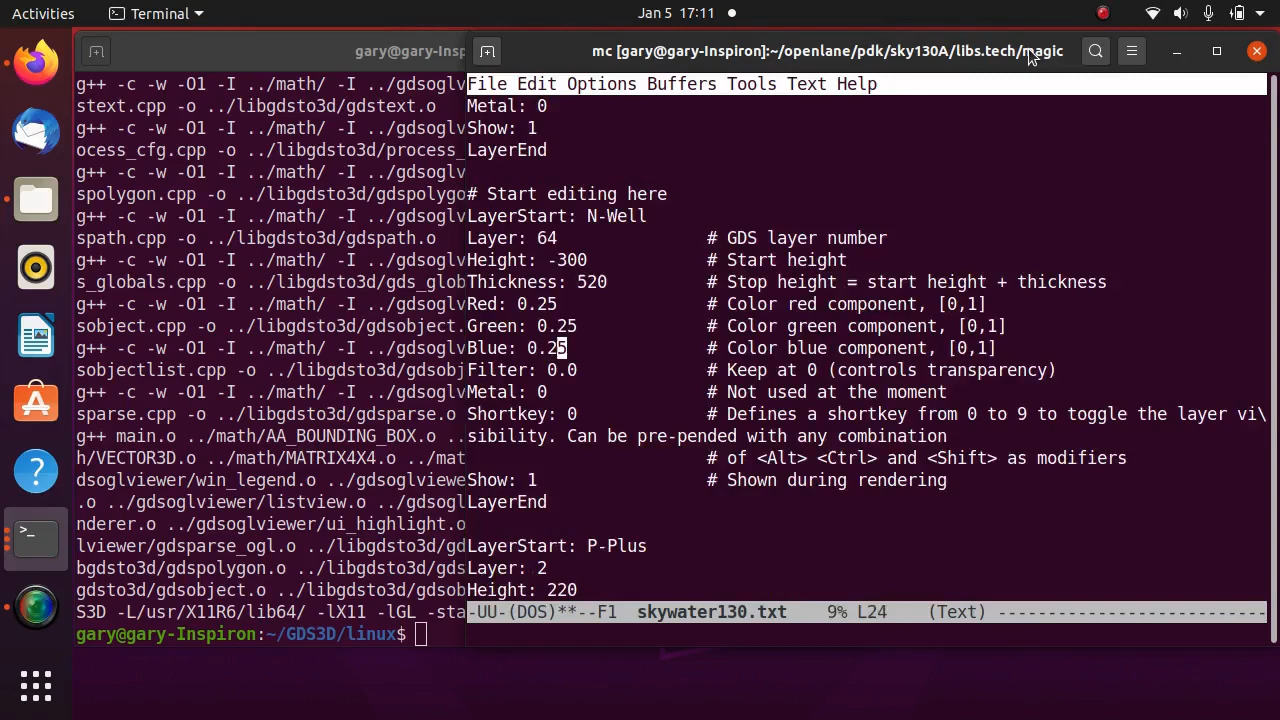 Activities
Terminal
Jan 5 17:11
gary@gary-Insp
mc [gary@gary-Inspiron]:~/openlane/pdk/sky130A/libs.tech/magic
g++ -c -w -O1 -I ../math/ -I ../gdsoglv
stext.cpp -o ../libgdsto3d/gdstext.o
g++ -c -w -O1 -I ../math/ -I ../gdsoglv
ocess_cfg.cpp -o ../libgdsto3d/process_
g++ -c -w -O1 -I ../math/ -I ../gdsoglv
spolygon.cpp -o ../libgdsto3d/gdspolygo
g++ -c -w -O1 -I ../math/ -I ../gdsoglv
spath.cpp -o ../libgdsto3d/gdspath.o
g++ -c -w -O1 -I ../math/ -I ../gdsoglv
s_globals.cpp -o ../libgdsto3d/gds_glob
g++ -c -w -O1 -I ../math/ -I ../gdsoglv
sobject.cpp -o ../libgdsto3d/gdsobject.
g++ -c -w -O1 -I ../math/ -I ../gdsoglv
sobjectlist.cpp -o ../libgdsto3d/gdsobj
g++ -c -w -O1 -I ../math/ -I ../gdsoglv
sparse.cpp -o ../libgdsto3d/gdsparse.o
g++ main.o ../math/AA_BOUNDING_BOX.o ..
h/VECTOR3D.o ../math/MATRIX4X4.o ../mat
dsoglviewer/win_legend.o ../gdsoglviewe
.o ../gdsoglviewer/listview.o ../gdsogl
nderer.o ../gdsoglviewer/ui_highlight.o
lviewer/gdsparse_ogl.o ../libgdsto3d/gd
bgdsto3d/gdspolygon.o ../libgdsto3d/gds
gdsto3d/gdsobject.o ../libgdsto3d/gdsob
S3D -L/usr/X11R6/lib64/ -lX11 -lGL -sta
gary@gary-Inspiron:~/GDS3D/linux$
File Edit Options Buffers Tools Text Help
Metal: 0
Show: 1
LayerEnd
# Start editing here
LayerStart: N-Well
Layer: 64 # GDS layer number
Height: -300 # Start height
Thickness: 520 # Stop height = start height + thickness
Red: 0.25 # Color red component, [0,1]
Green: 0.25 # Color green component, [0,1]
Blue: 0.25 # Color blue component, [0,1]
Filter: 0.0 # Keep at 0 (controls transparency)
Metal: 0 # Not used at the moment
Shortkey: 0 # Defines a shortkey from 0 to 9 to toggle the layer vi\
sibility. Can be pre-pended with any combination
# of <Alt> <Ctrl> and <Shift> as modifiers
Show: 1 # Shown during rendering
LayerEnd
LayerStart: P-Plus
Layer: 2
Height: 220
-UU-(DOS)**--F1 skywater130.txt 9% L24 (Text) ---------------------------